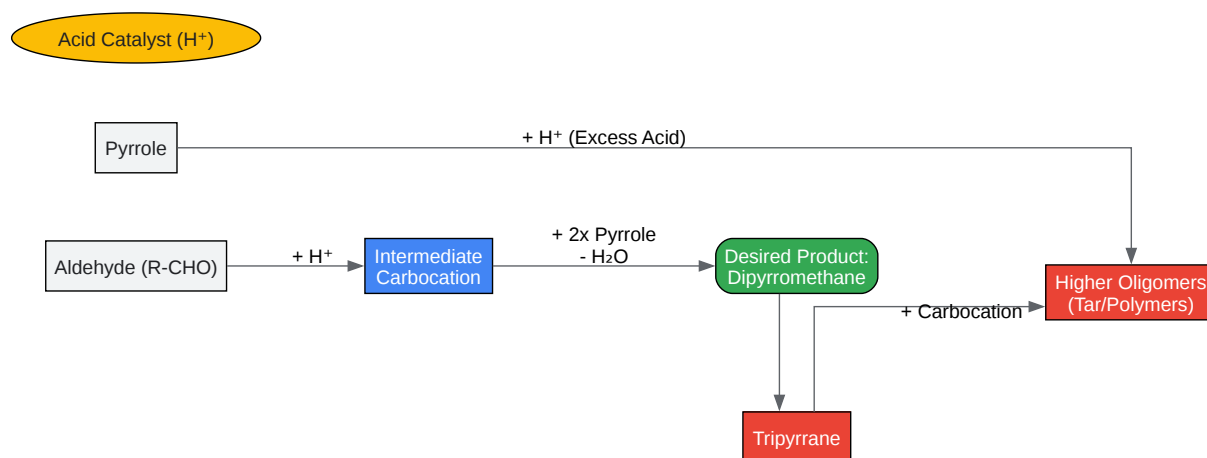 Acid Catalyst (H⁺)
+ H⁺ (Excess Acid)
Pyrrole
Aldehyde (R-CHO)
+ H⁺
Intermediate
Carbocation
+ 2x Pyrrole
- H₂O
Desired Product:
Dipyrromethane
Higher Oligomers
(Tar/Polymers)
+ Carbocation
Tripyrrane